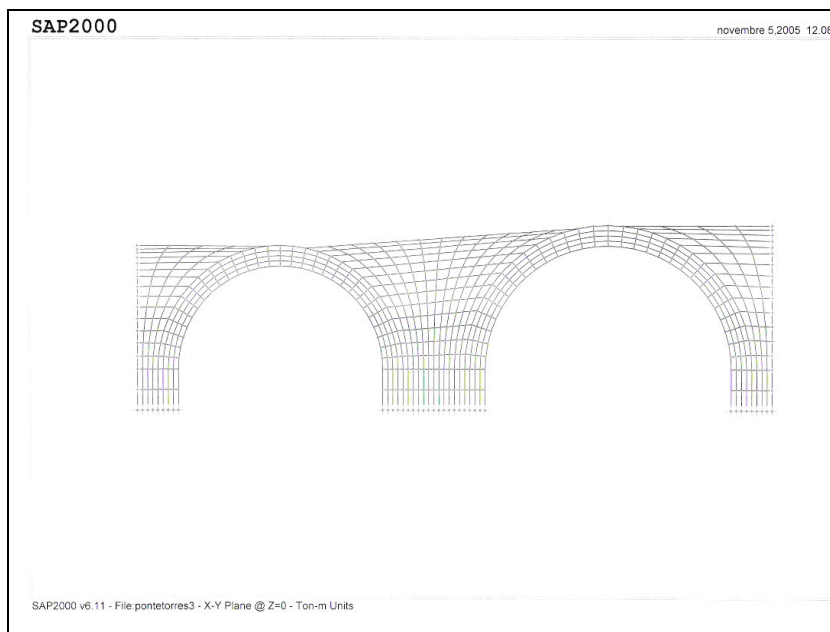 SAP2000
novembre 5,2005 12.08
SAP2000 v6.11 - File:pontetorres3 - X-Y Plane @ Z=0 - Ton-m Units